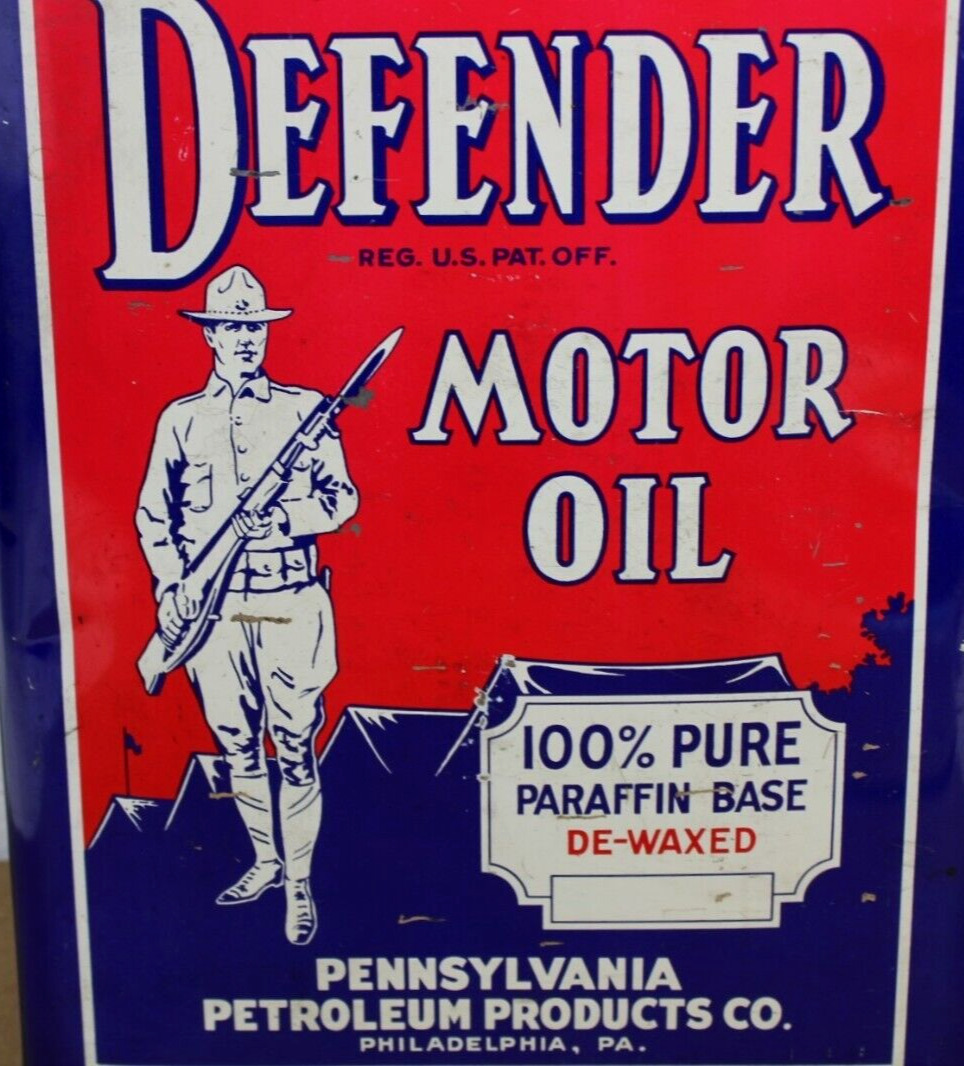 DEFENDER
REG. U.S. PAT. OFF.
MOTOR
OIL
100% PURE
PARAFFIN BASE
DE-WAXED
PENNSYLVANIA
PETROLEUM PRODUCTS CO.
PHILADELPHIA, PA.